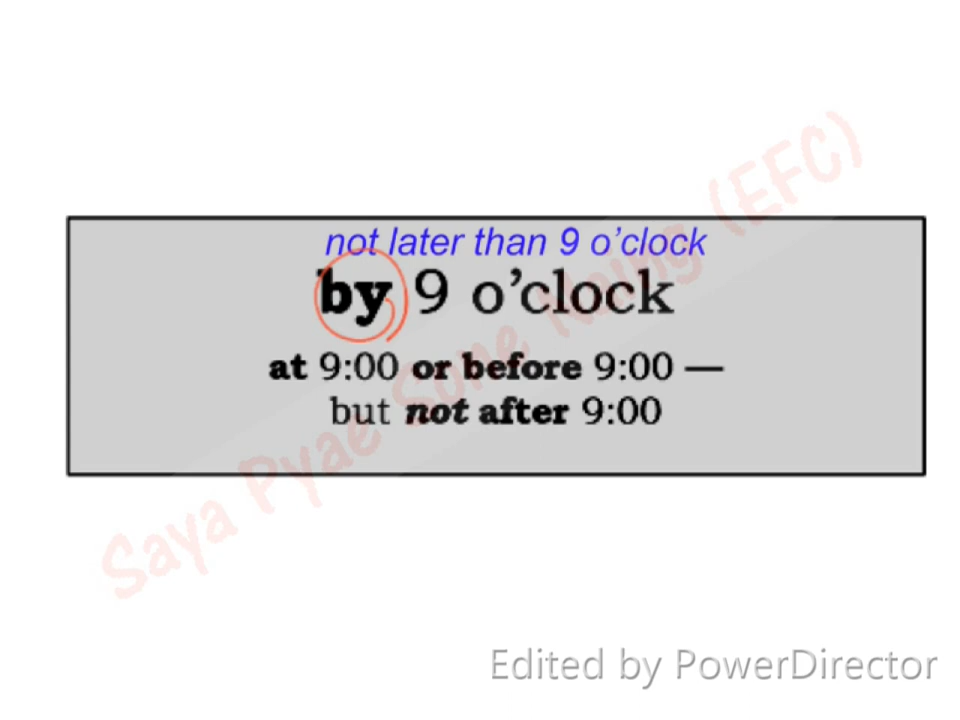 not later than 9 o'clock
by 9 o'clock
at 9:00 or before 9:00 —
but not after 9:00
Saya Pyae Sone Naing (EFC)
Edited by PowerDirector